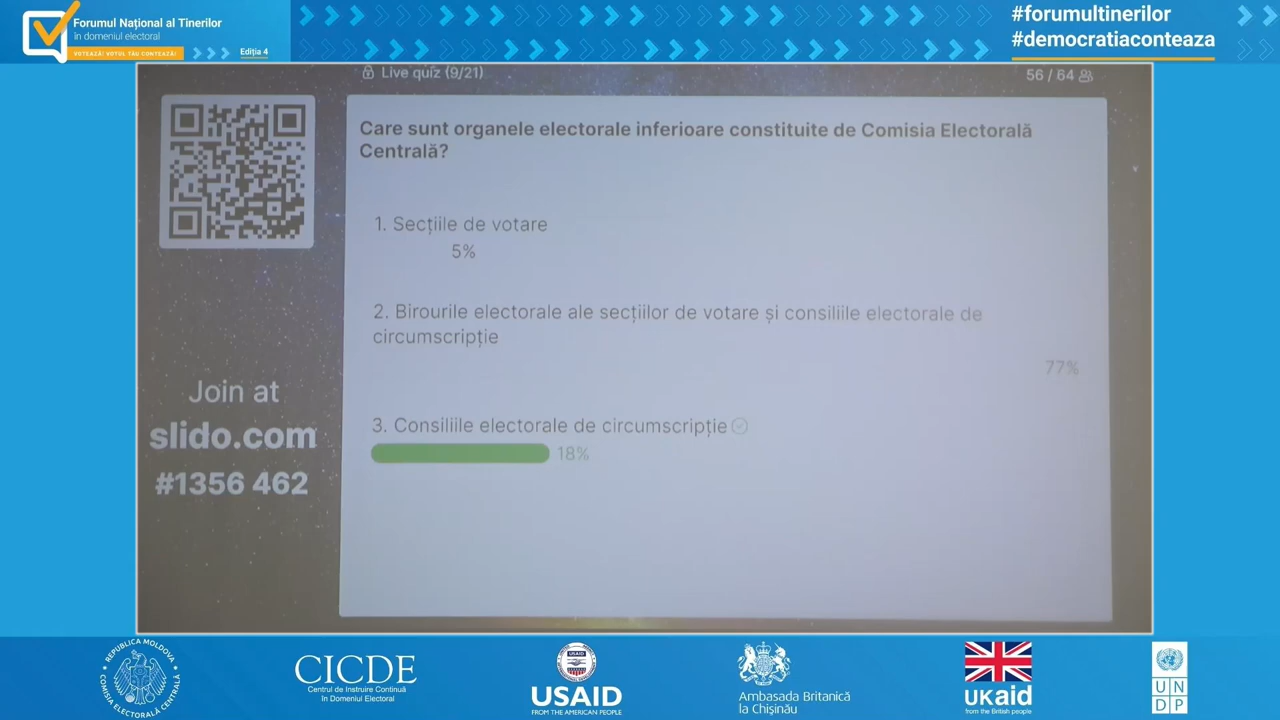 Forumul Național al Tinerilor
în domeniul electoral
VOTEAZĂ! VOTUL TĂU CONTEAZĂ!
Ediția 4
#forumultinerilor
#democratiaconteaza
Live quiz (9/21)
56 / 64
Care sunt organele electorale inferioare constituite de Comisia Electorală
Centrală?
1. Secțiile de votare
5%
2. Birourile electorale ale secțiilor de votare și consiliile electorale de
circumscripție
77%
3. Consiliile electorale de circumscripție
18%
Join at
slido.com
#1356 462
REPUBLICA MOLDOVA
COMISIA ELECTORALĂ CENTRALĂ
CICDE
Centrul de Instruire Continuă
în Domeniul Electoral
USAID
USAID
FROM THE AMERICAN PEOPLE
Ambasada Britanică
la Chișinău
UKaid
from the British people
U N
D P